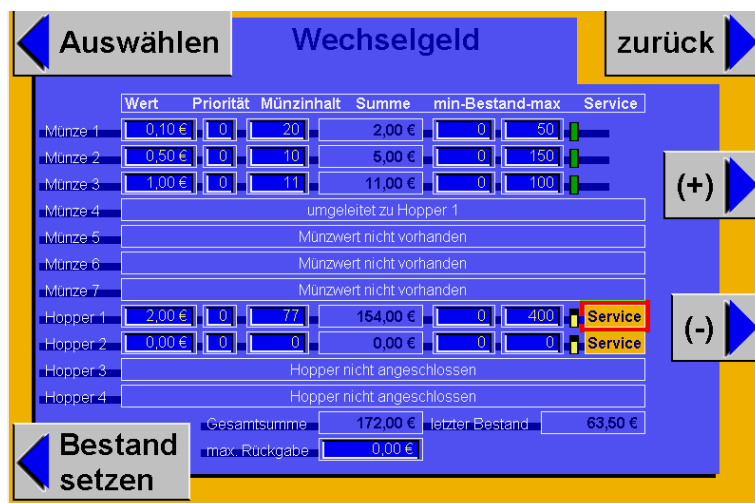 Auswählen
Wechselgeld
zurück
Wert Priorität Münzinhalt Summe min-Bestand-max Service
Münze 1 0,10 € 0 20 2,00 € 0 50
Münze 2 0,50 € 0 10 5,00 € 0 150
Münze 3 1,00 € 0 11 11,00 € 0 100
(+)
Münze 4 umgeleitet zu Hopper 1
Münze 5 Münzwert nicht vorhanden
Münze 6 Münzwert nicht vorhanden
Münze 7 Münzwert nicht vorhanden
Hopper 1 2,00 € 0 77 154,00 € 0 400 Service
(-)
Hopper 2 0,00 € 0 0 0,00 € 0 0 Service
Hopper 3 Hopper nicht angeschlossen
Hopper 4 Hopper nicht angeschlossen
Gesamtsumme 172,00 € letzter Bestand 63,50 €
max. Rückgabe 0,00 €
Bestand
setzen